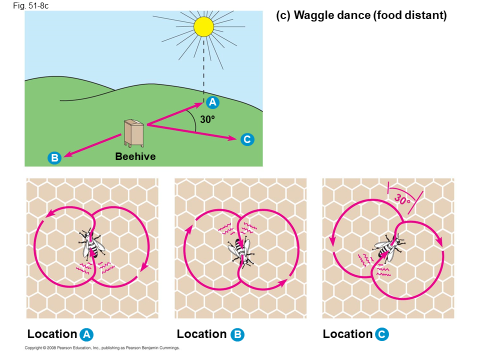 Fig. 51-8c
(c) Waggle dance (food distant)
A
30°
C
B
Beehive
30°
Location A
Location B
Location C
Copyright © 2008 Pearson Education, Inc., publishing as Pearson Benjamin Cummings.